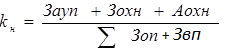 kн = Зауп + Зохн + Аохн
∑ Зоп + Звп